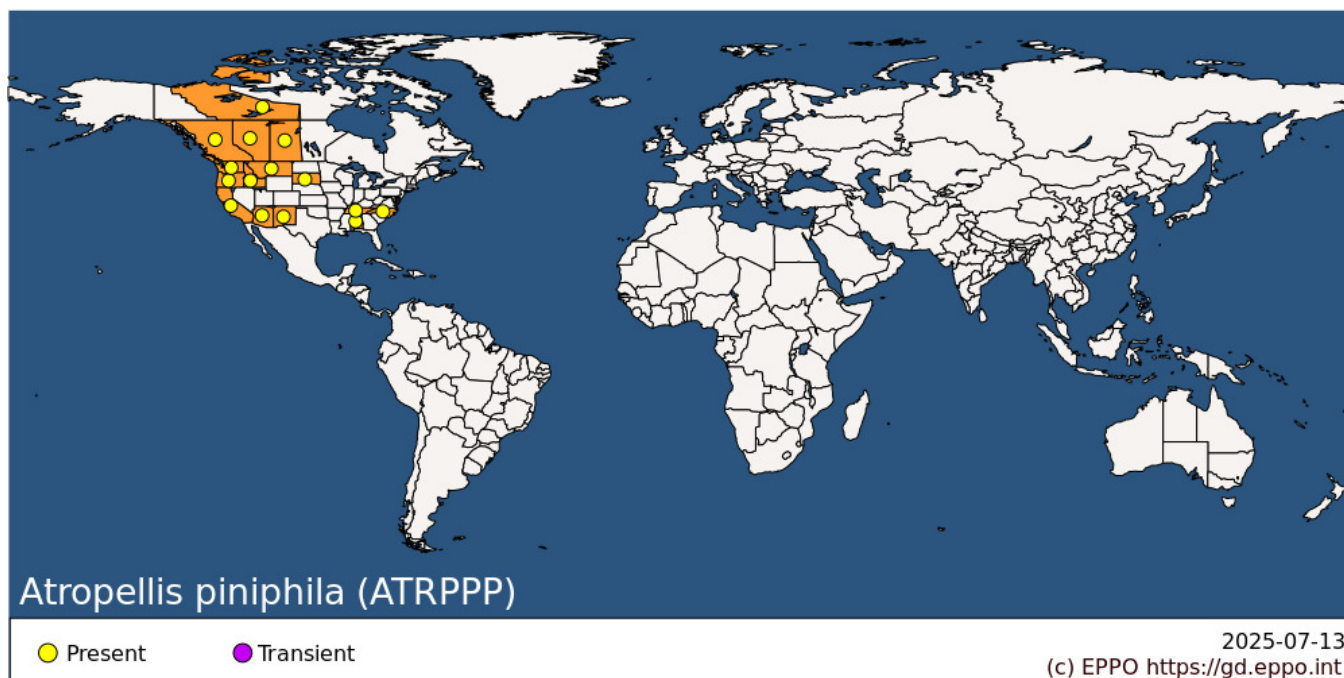 Atropellis piniphila (ATRPPP)
Present
Transient
2025-07-13
(c) EPPO https://gd.eppo.int